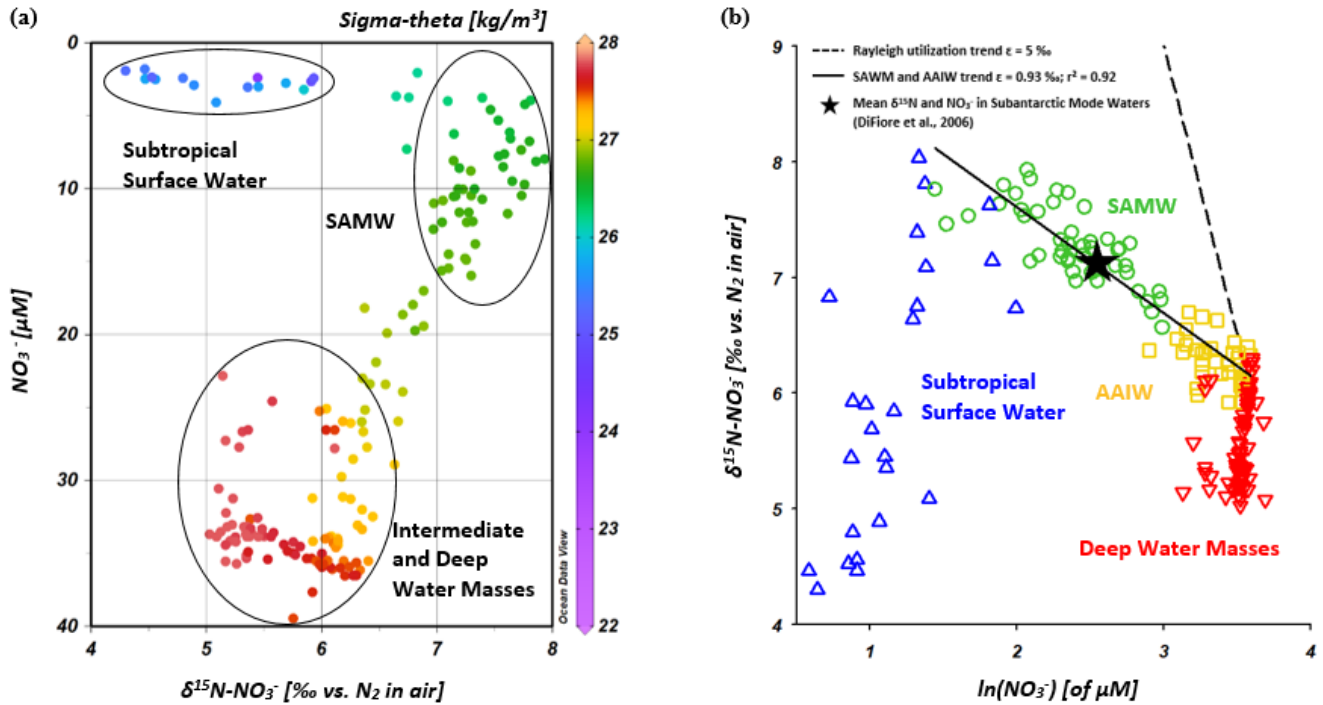 (a)
Sigma-theta [kg/m³]
0
10
20
30
40
NO₃⁻ [µM]
Subtropical
Surface Water
SAMW
Intermediate
and Deep
Water Masses
4
5
6
7
8
δ¹⁵N-NO₃⁻ [‰ vs. N₂ in air]
28
27
26
25
24
23
22
Ocean Data View
(b)
Rayleigh utilization trend ε = 5 ‰
SAWM and AAIW trend ε = 0.93 ‰; r² = 0.92
Mean δ¹⁵N and NO₃⁻ in Subantarctic Mode Waters
(DiFiore et al., 2006)
9
8
7
6
5
4
δ¹⁵N-NO₃⁻ [‰ vs. N₂ in air]
SAMW
Subtropical
Surface Water
AAIW
Deep Water Masses
1
2
3
4
ln(NO₃⁻) [of µM]